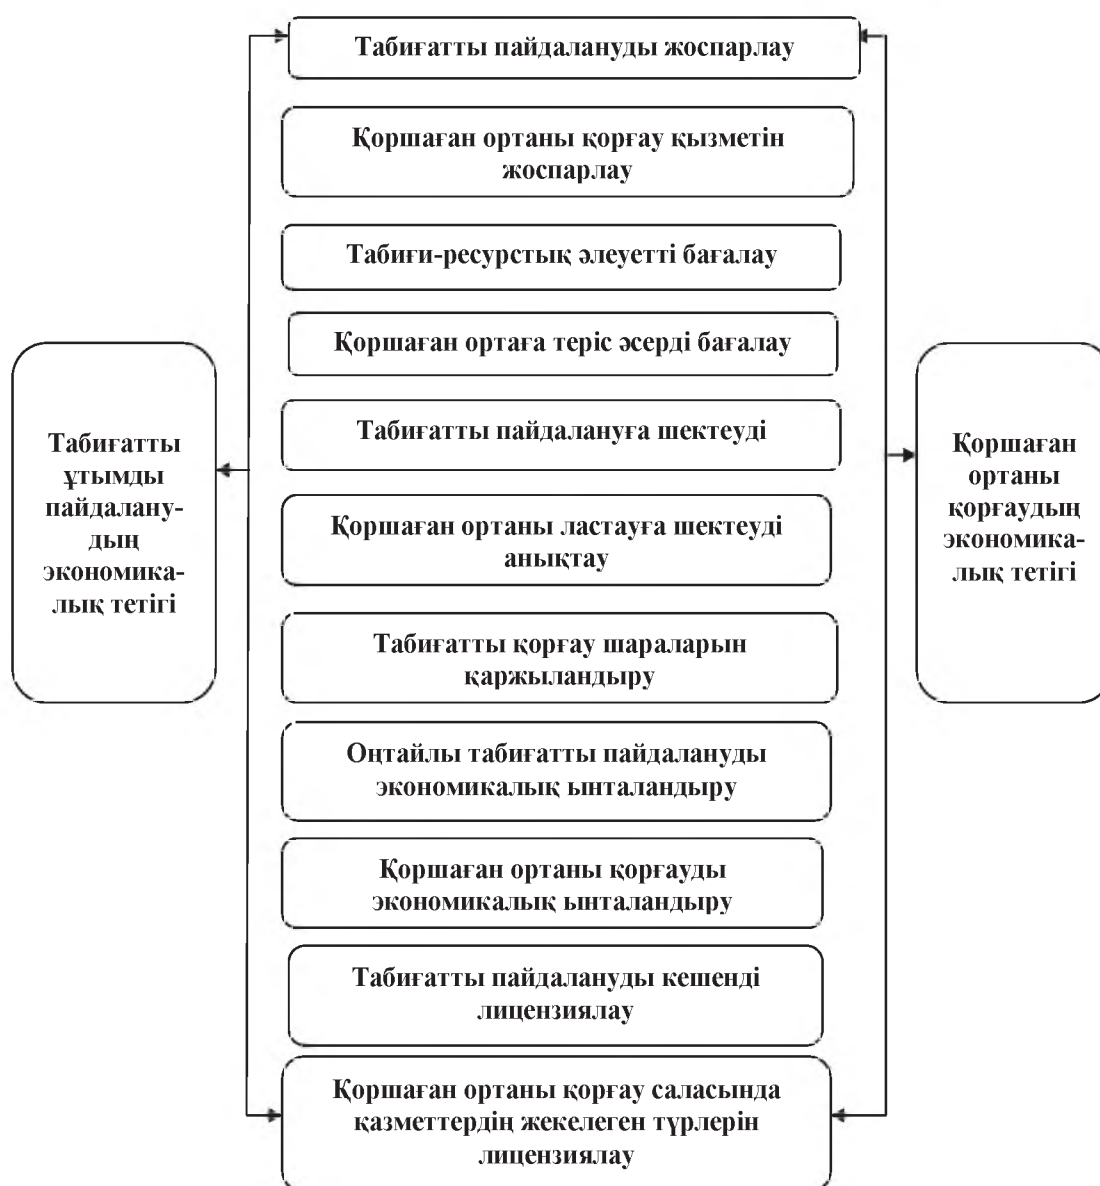 Табиғатты пайдалануды жоспарлау
Қоршаған ортаны қорғау қызметін
жоспарлау
Табиғи-ресурстық әлеуетті бағалау
Қоршаған ортаға теріс әсерді бағалау
Табиғатты пайдалануға шектеуді
Қоршаған ортаны ластауға шектеуді
анықтау
Табиғатты қорғау шараларын
қаржыландыру
Оңтайлы табиғатты пайдалануды
экономикалық ынталандыру
Қоршаған ортаны қорғауды
экономикалық ынталандыру
Табиғатты пайдалануды кешенді
лицензиялау
Қоршаған ортаны қорғау саласында
қазметтердің жекелеген түрлерін
лицензиялау
Табиғатты
ұтымды
пайдалану-
дың
экономика-
лық тетігі
Қоршаған
ортаны
қорғаудың
экономика-
лық тетігі